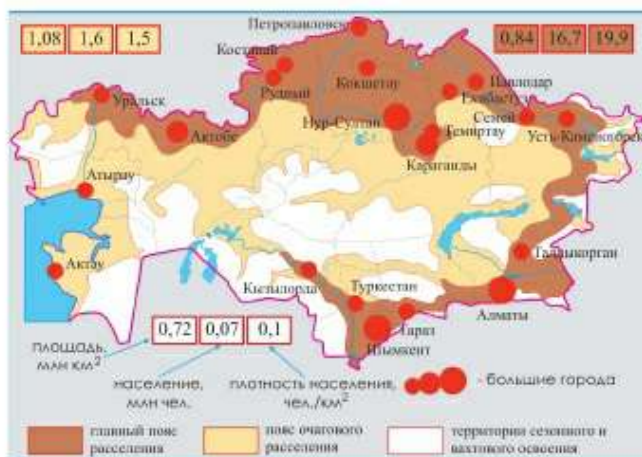 1,08 1,6 1,5
0,84 16,7 19,9
Петропавловск
Костанай
Рудный
Кокшетау
Павлодар
Экибастуз
Семей
Усть-Каменогорск
Уральск
Актобе
Нур-Султан
Темиртау
Караганды
Атырау
Актау
Талдыкорган
Кызылорда
Туркестан
Алматы
Тараз
Шымкент
0,72 0,07 0,1
площадь,
млн км²
население,
млн чел.
плотность населения,
чел./км²
- большие города
главный пояс
расселения
пояс очагового
расселения
территории сезонного и
вахтового освоения